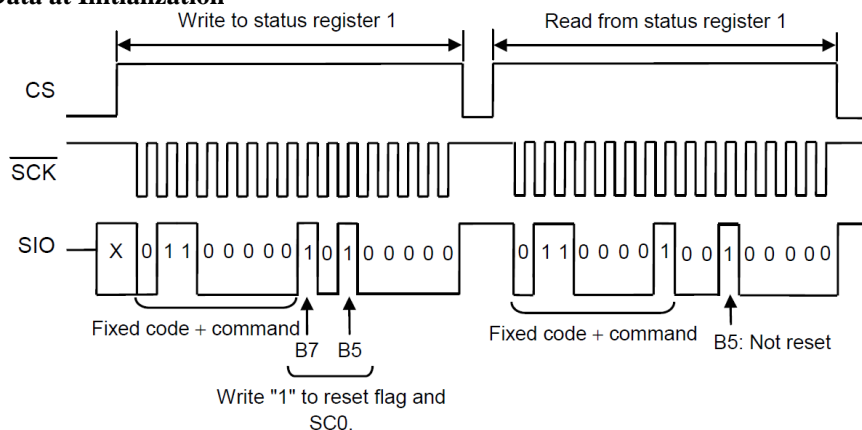 Data at Initialization
Write to status register 1
Read from status register 1
CS
SCK
SIO
X 0 1 1 0 0 0 0 0 1 0 1 0 0 0 0 0
0 1 1 0 0 0 0 1 0 0 1 0 0 0 0 0
Fixed code + command
B7 B5
Fixed code + command
B5: Not reset
Write "1" to reset flag and
SC0.